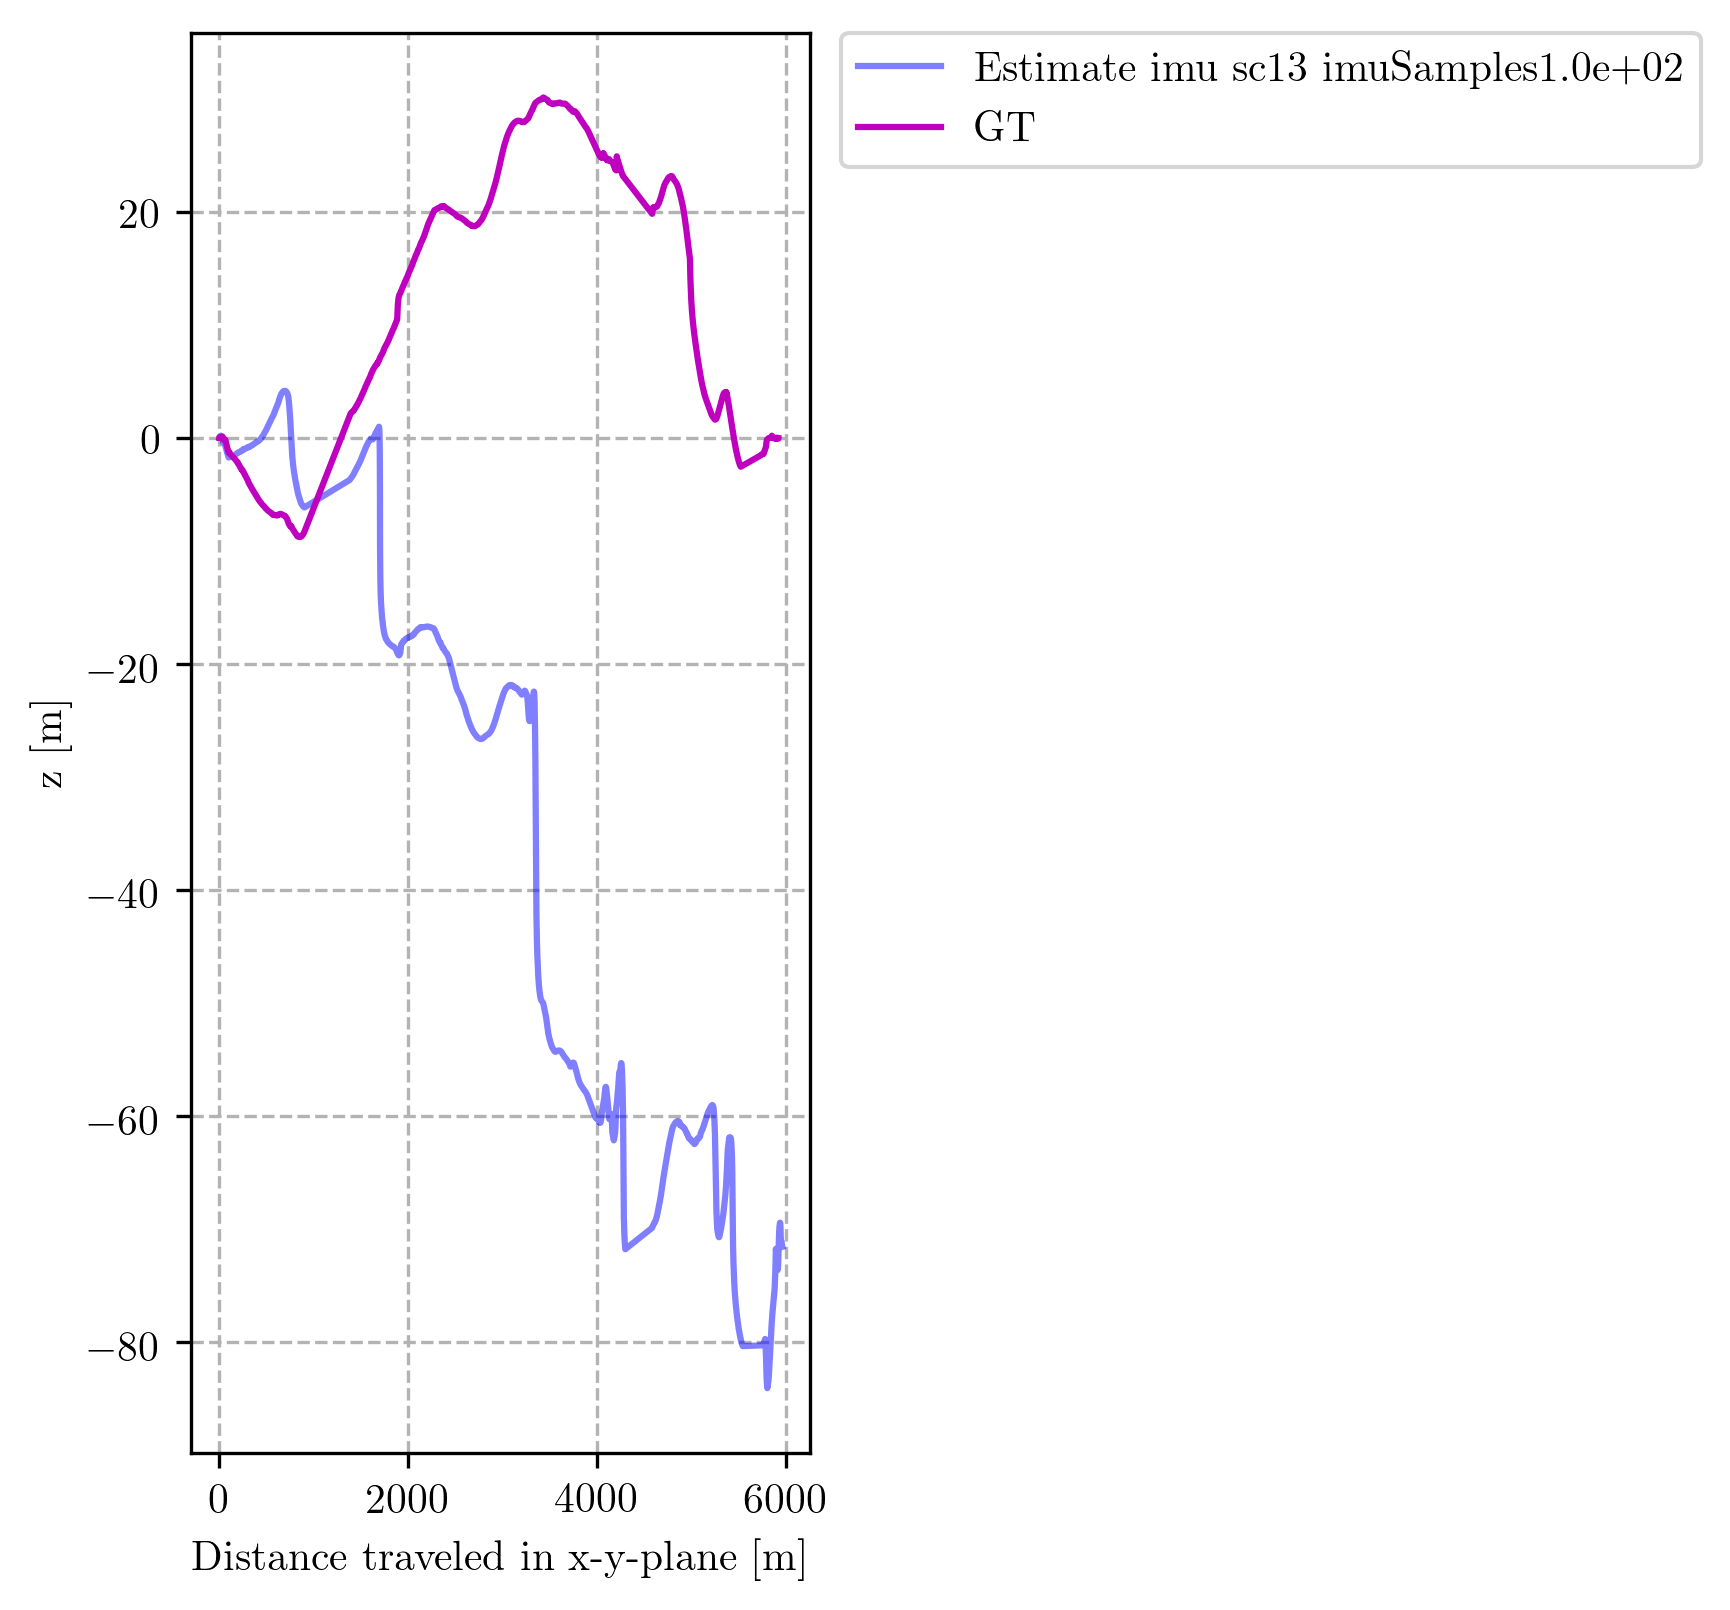 Estimate imu sc13 imuSamples1.0e+02
GT
20
0
−20
−40
−60
−80
z [m]
0 2000 4000 6000
Distance traveled in x-y-plane [m]